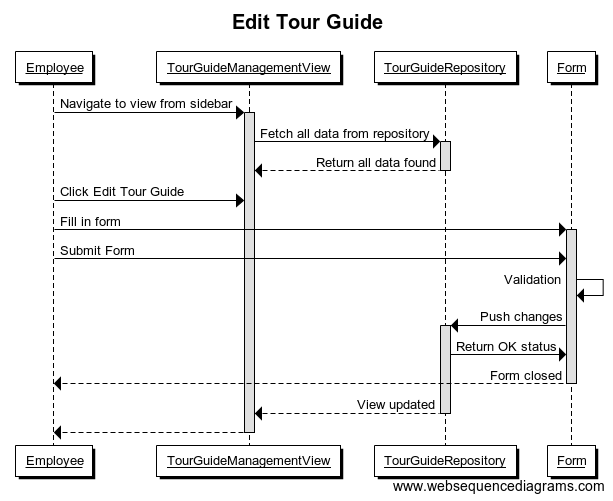 Edit Tour Guide
Employee
TourGuideManagementView
TourGuideRepository
Form
Navigate to view from sidebar
Fetch all data from repository
Return all data found
Click Edit Tour Guide
Fill in form
Submit Form
Validation
Push changes
Return OK status
Form closed
View updated
Employee
TourGuideManagementView
TourGuideRepository
Form
www.websequencediagrams.com